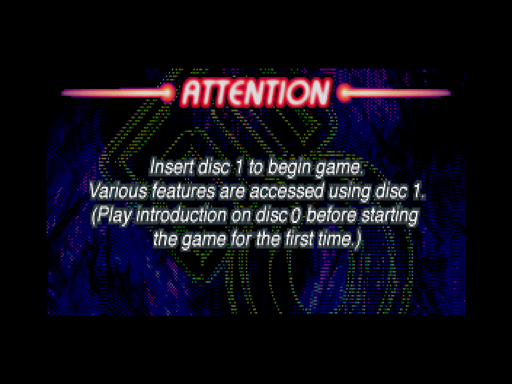 ATTENTION
Insert disc 1 to begin game.
Various features are accessed using disc 1.
(Play introduction on disc 0 before starting
the game for the first time.)